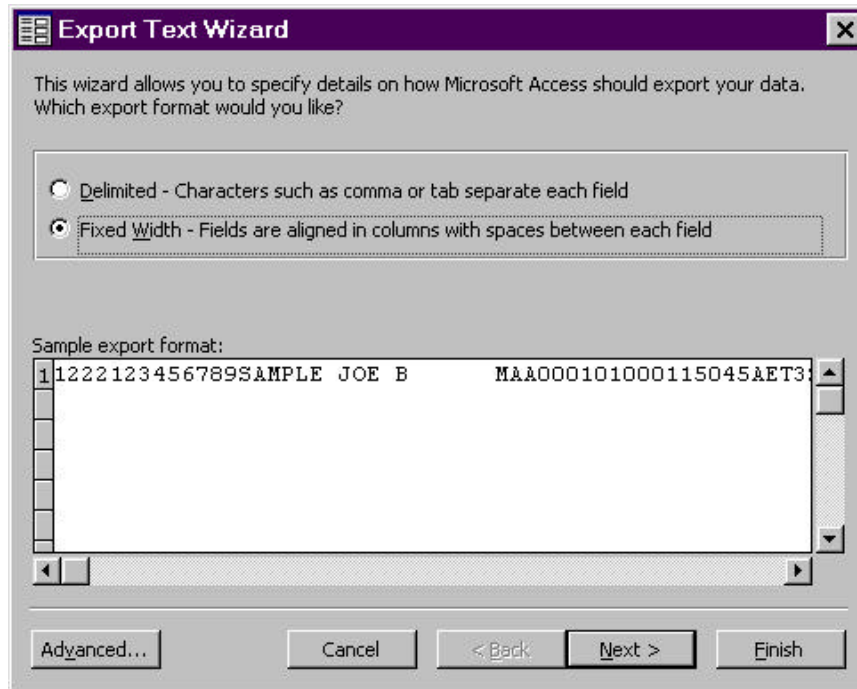 Export Text Wizard
This wizard allows you to specify details on how Microsoft Access should export your data.
Which export format would you like?
Delimited - Characters such as comma or tab separate each field
Fixed Width - Fields are aligned in columns with spaces between each field
Sample export format:
1 1222123456789SAMPLE JOE B      MAA000101000115045AET3
Advanced...
Cancel
< Back
Next >
Finish